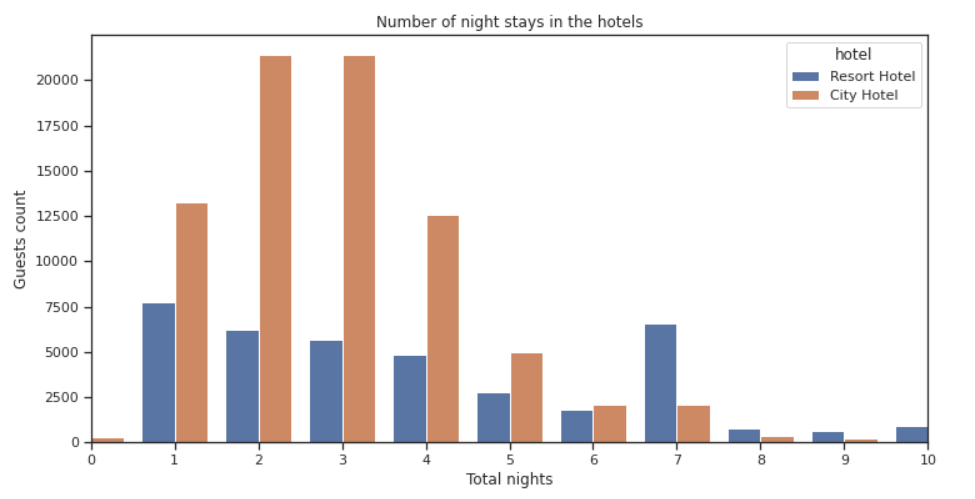 Number of night stays in the hotels
hotel
Resort Hotel
City Hotel
20000
17500
15000
12500
10000
7500
5000
2500
0
Guests count
0 1 2 3 4 5 6 7 8 9 10
Total nights